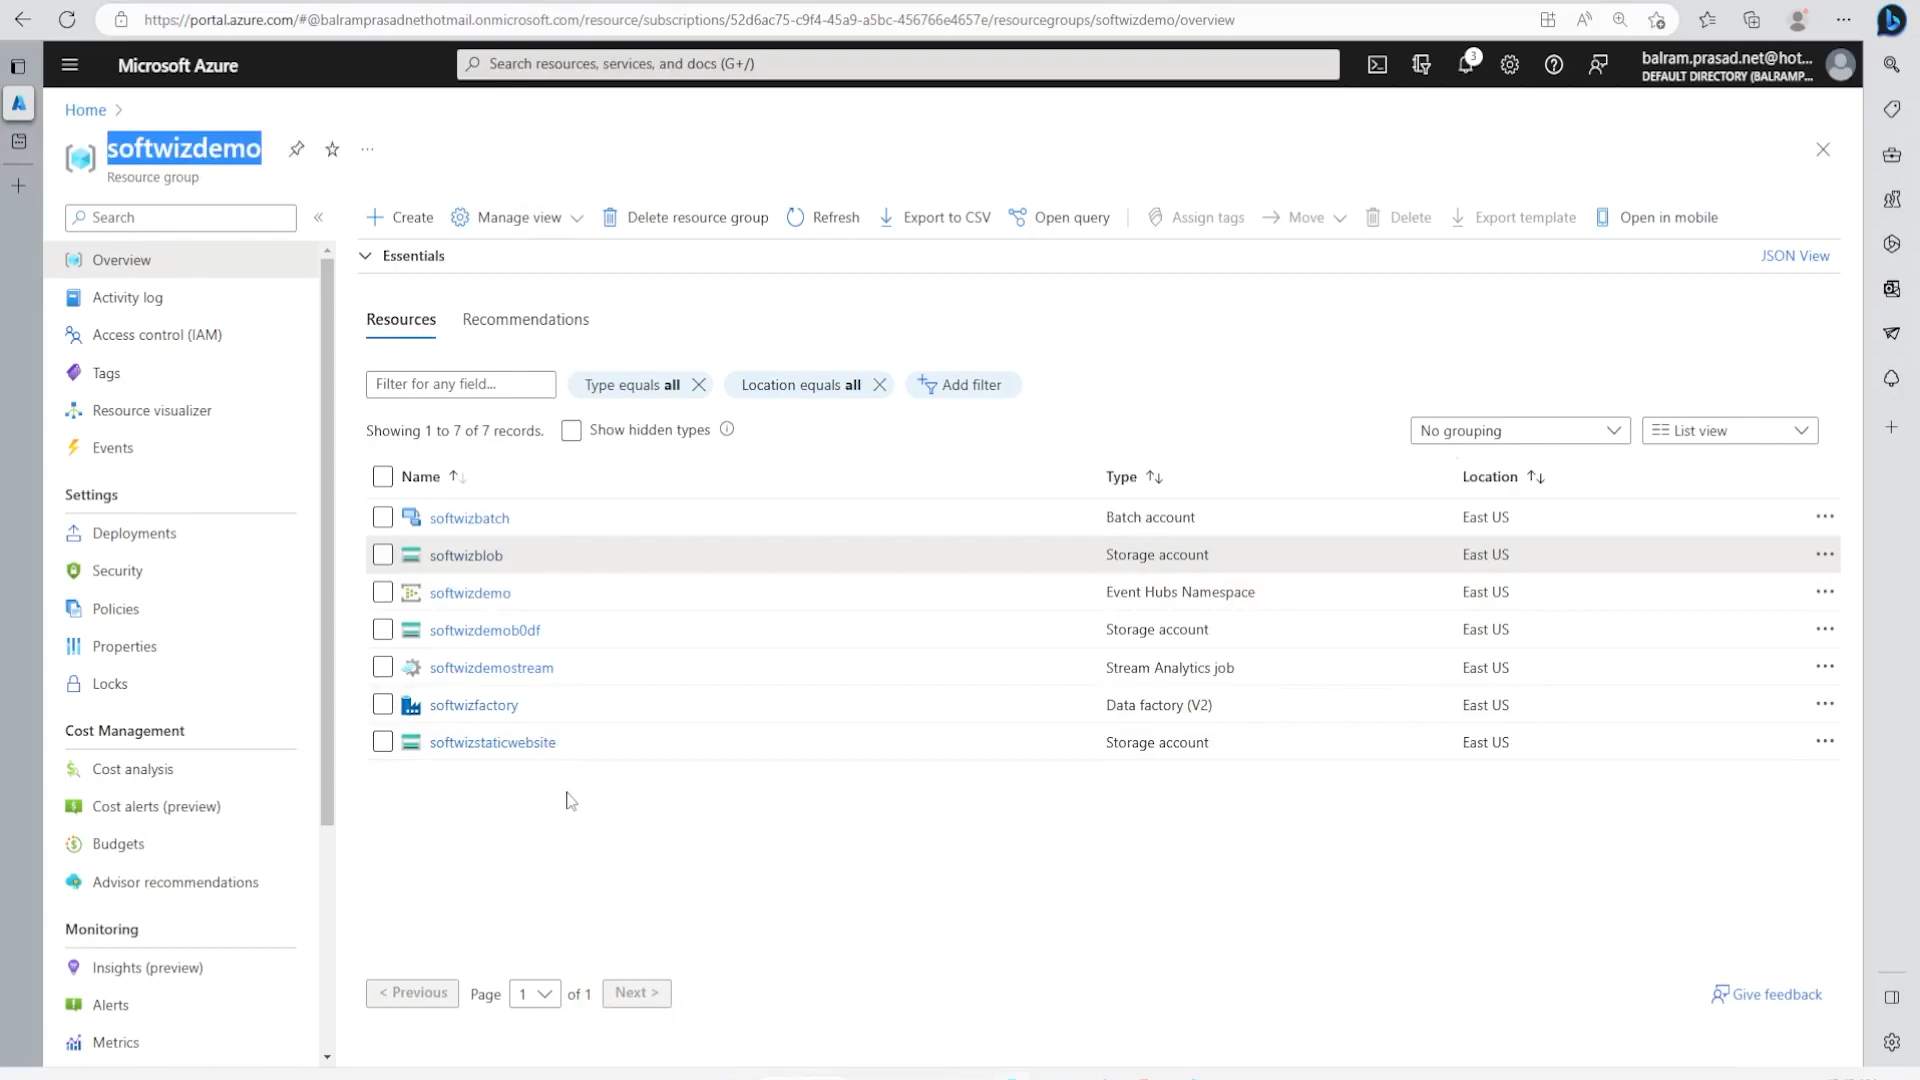 https://portal.azure.com/#@balramprasadnethotmail.onmicrosoft.com/resource/subscriptions/52d6ac75-c9f4-45a9-a5bc-456766e4657e/resourcegroups/softwizdemo/overview
Microsoft Azure
Search resources, services, and docs (G+/)
3
balram.prasad.net@hot...
DEFAULT DIRECTORY (BALRAMP...
Home
softwizdemo
Resource group
Search
Create
Manage view
Delete resource group
Refresh
Export to CSV
Open query
Assign tags
Move
Delete
Export template
Open in mobile
Essentials
JSON View
Overview
Activity log
Access control (IAM)
Tags
Resource visualizer
Events
Settings
Deployments
Security
Policies
Properties
Locks
Cost Management
Cost analysis
Cost alerts (preview)
Budgets
Advisor recommendations
Monitoring
Insights (preview)
Alerts
Metrics
Resources Recommendations
Filter for any field...
Type equals all
Location equals all
Add filter
Showing 1 to 7 of 7 records.
Show hidden types
No grouping
List view
Name Type Location
softwizbatch Batch account East US
softwizblob Storage account East US
softwizdemo Event Hubs Namespace East US
softwizdemob0df Storage account East US
softwizdemostream Stream Analytics job East US
softwizfactory Data factory (V2) East US
softwizstaticwebsite Storage account East US
< Previous Page 1 of 1 Next >
Give feedback